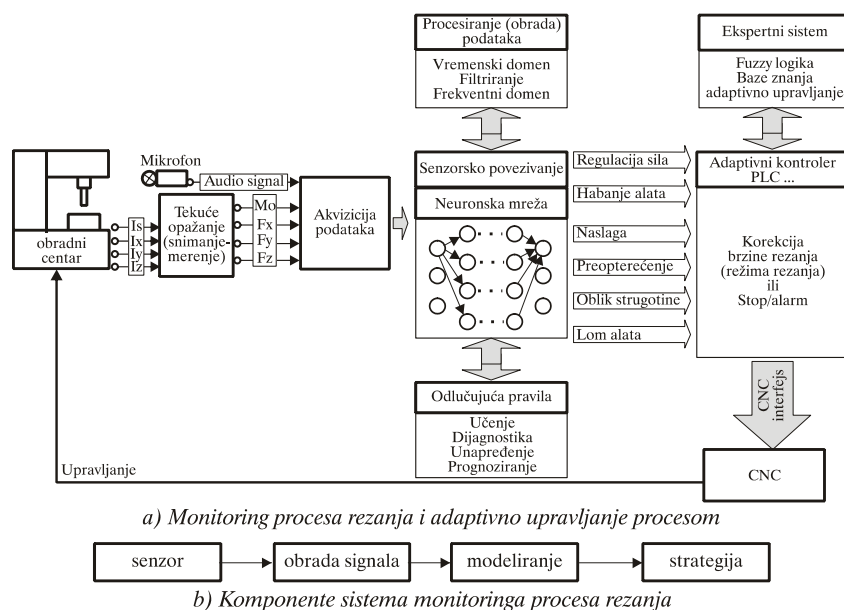 Procesiranje (obrada)
podataka
Vremenski domen
Filtriranje
Frekventni domen
Ekspertni sistem
Fuzzy logika
Baze znanja
adaptivno upravljanje
Mikrofon
Audio signal
obradni
centar
Is
Ix
Iy
Iz
Tekuće
opažanje
(snimanje-
merenje)
Mo
Fx
Fy
Fz
Akvizicija
podataka
Senzorsko povezivanje
Neuronska mreža
Regulacija sila
Habanje alata
Naslaga
Preopterećenje
Oblik strugotine
Lom alata
Adaptivni kontroler
PLC ...
Korekcija
brzine rezanja
(režima rezanja)
ili
Stop/alarm
Odlučujuća pravila
Učenje
Dijagnostika
Unapređenje
Prognoziranje
CNC
interfejs
CNC
Upravljanje
a) Monitoring procesa rezanja i adaptivno upravljanje procesom
senzor
obrada signala
modeliranje
strategija
b) Komponente sistema monitoringa procesa rezanja